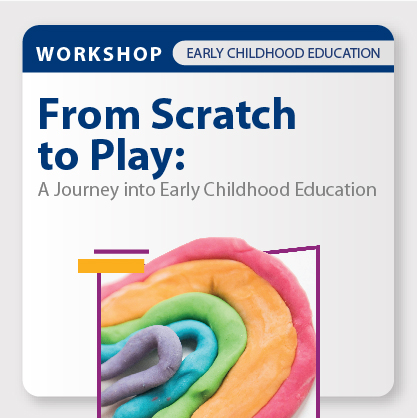 WORKSHOP EARLY CHILDHOOD EDUCATION
From Scratch
to Play:
A Journey into Early Childhood Education